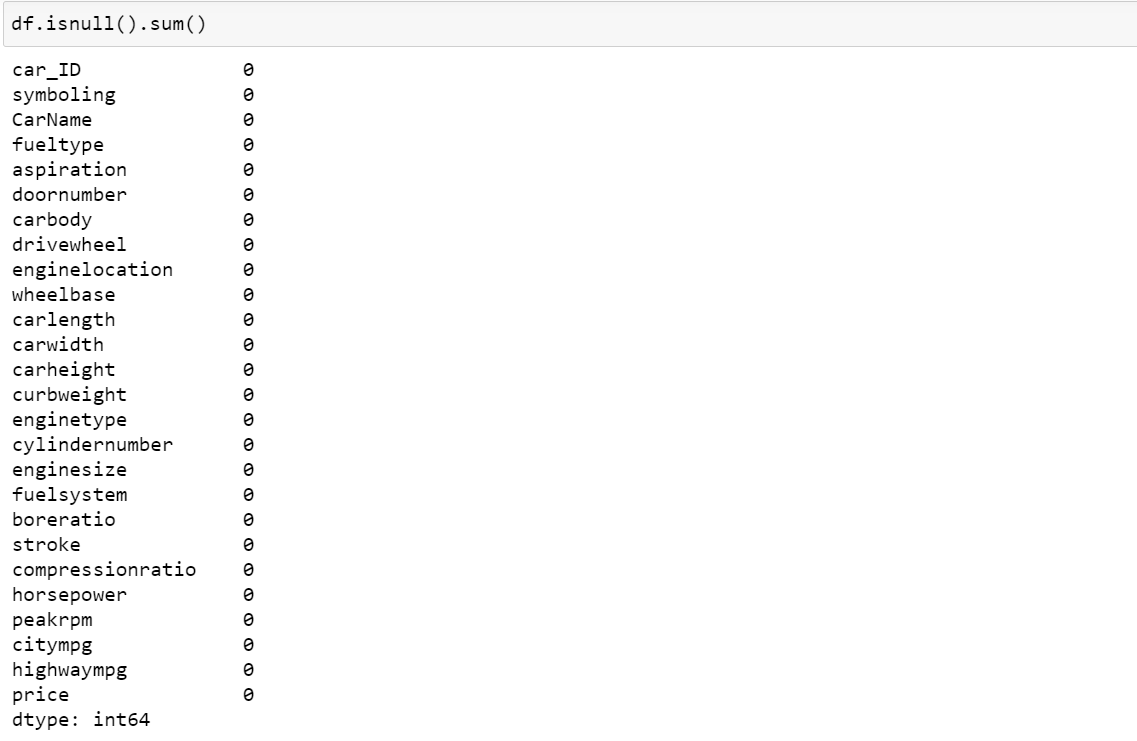 df.isnull().sum()
car_ID 0
symboling 0
CarName 0
fueltype 0
aspiration 0
doornumber 0
carbody 0
drivewheel 0
enginelocation 0
wheelbase 0
carlength 0
carwidth 0
carheight 0
curbweight 0
enginetype 0
cylindernumber 0
enginesize 0
fuelsystem 0
boreratio 0
stroke 0
compressionratio 0
horsepower 0
peakrpm 0
citympg 0
highwaympg 0
price 0
dtype: int64